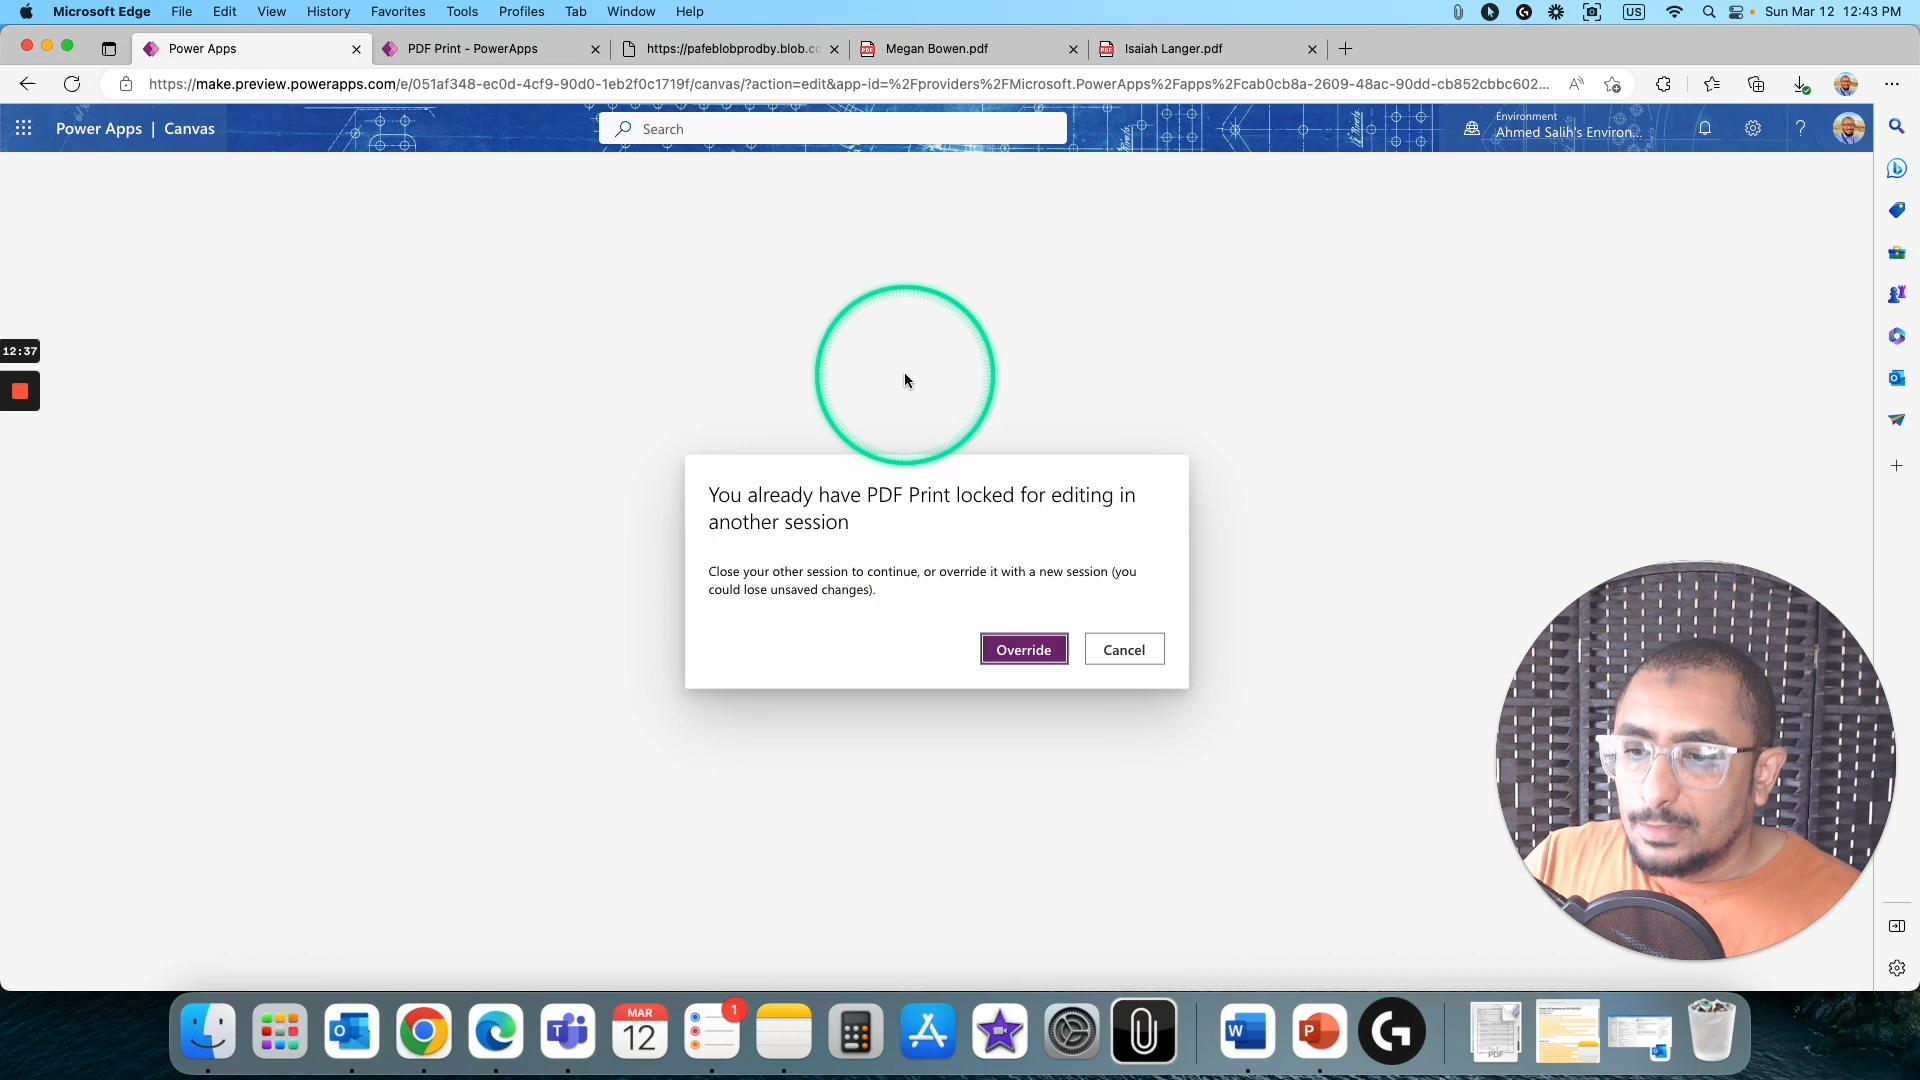 Microsoft Edge File Edit View History Favorites Tools Profiles Tab Window Help US Sun Mar 12 12:43 PM
Power Apps PDF Print - PowerApps https://pafeblobprodby.blob.co Megan Bowen.pdf Isaiah Langer.pdf
https://make.preview.powerapps.com/e/051af348-ec0d-4cf9-90d0-1eb2f0c1719f/canvas/?action=edit&app-id=%2Fproviders%2FMicrosoft.PowerApps%2Fapps%2Fcab0cb8a-2609-48ac-90dd-cb852cbbc602...
Power Apps | Canvas
Search
Environment
Ahmed Salih's Environ...
12:37
You already have PDF Print locked for editing in
another session
Close your other session to continue, or override it with a new session (you
could lose unsaved changes).
Override Cancel
MAR
12
1
PDF